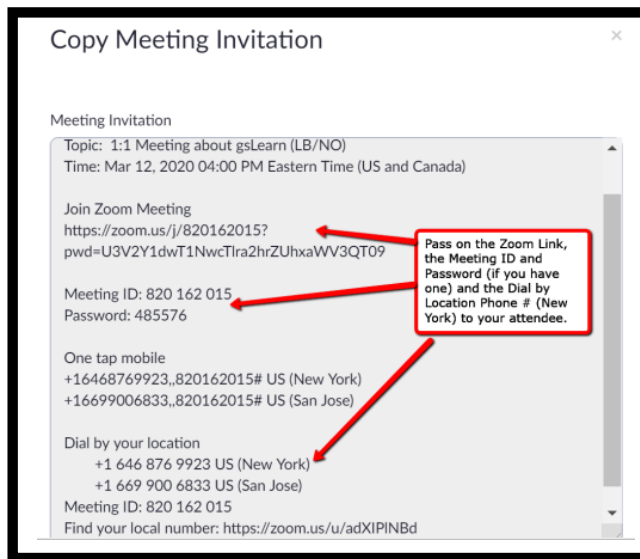 Copy Meeting Invitation
×
Meeting Invitation
Topic: 1:1 Meeting about gsLearn (LB/NO)
Time: Mar 12, 2020 04:00 PM Eastern Time (US and Canada)
Join Zoom Meeting
https://zoom.us/j/820162015?
pwd=U3V2Y1dwT1NwcTlra2hrZUhxaWV3QT09
Pass on the Zoom Link,
the Meeting ID and
Password (if you have
one) and the Dial by
Location Phone # (New
York) to your attendee.
Meeting ID: 820 162 015
Password: 485576
One tap mobile
+16468769923,,820162015# US (New York)
+16699006833,,820162015# US (San Jose)
Dial by your location
+1 646 876 9923 US (New York)
+1 669 900 6833 US (San Jose)
Meeting ID: 820 162 015
Find your local number: https://zoom.us/u/adXIPlNBd